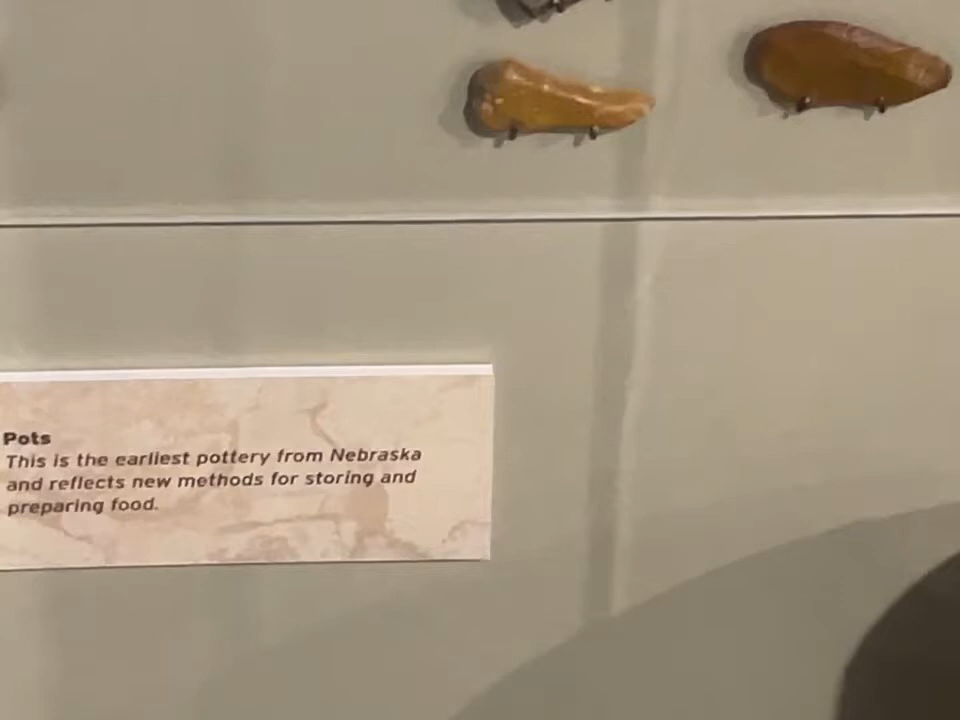 Pots
This is the earliest pottery from Nebraska
and reflects new methods for storing and
preparing food.